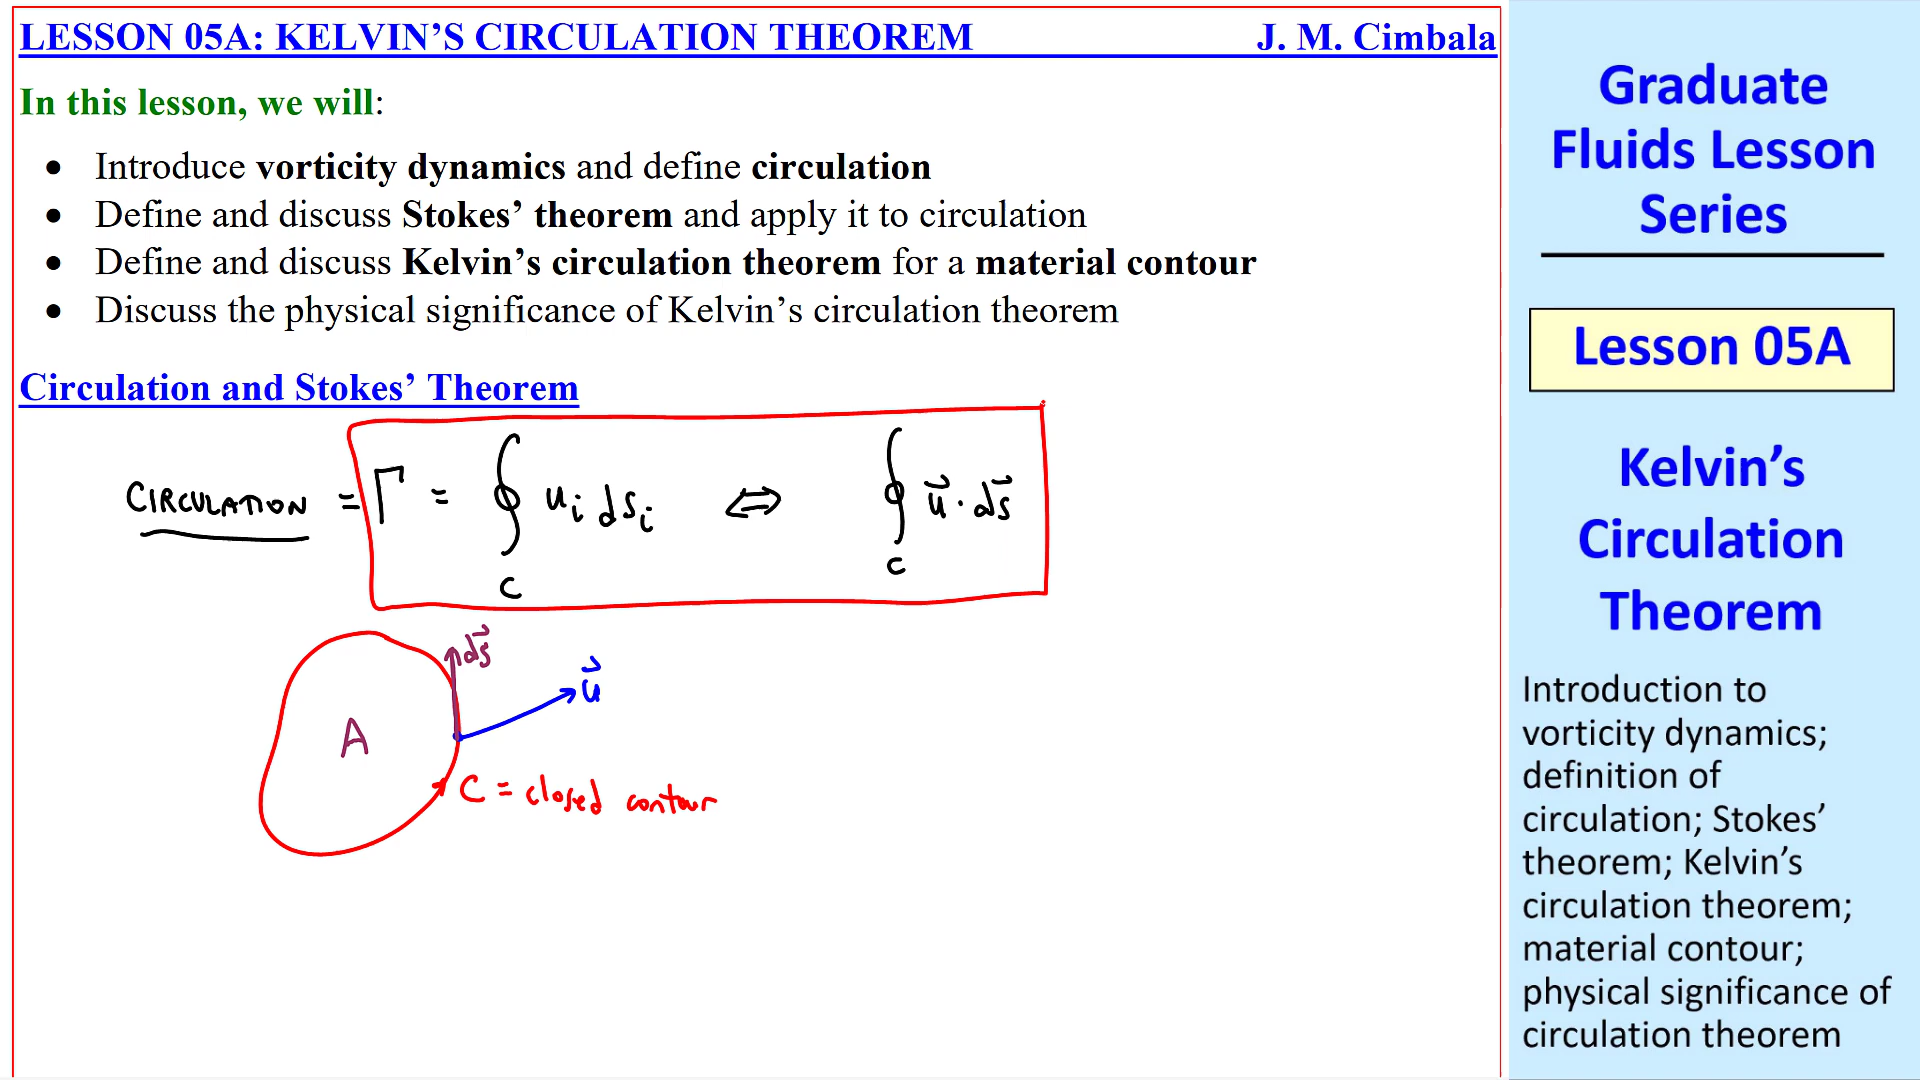 LESSON 05A: KELVIN’S CIRCULATION THEOREM J. M. Cimbala
In this lesson, we will:
• Introduce vorticity dynamics and define circulation
• Define and discuss Stokes’ theorem and apply it to circulation
• Define and discuss Kelvin’s circulation theorem for a material contour
• Discuss the physical significance of Kelvin’s circulation theorem
Circulation and Stokes’ Theorem
CIRCULATION = Γ = ∮_C u_i ds_i ⇔ ∮_C u⃗ · ds⃗
ds⃗
u⃗
A
C = closed contour
Graduate
Fluids Lesson
Series
Lesson 05A
Kelvin’s
Circulation
Theorem
Introduction to
vorticity dynamics;
definition of
circulation; Stokes’
theorem; Kelvin’s
circulation theorem;
material contour;
physical significance of
circulation theorem